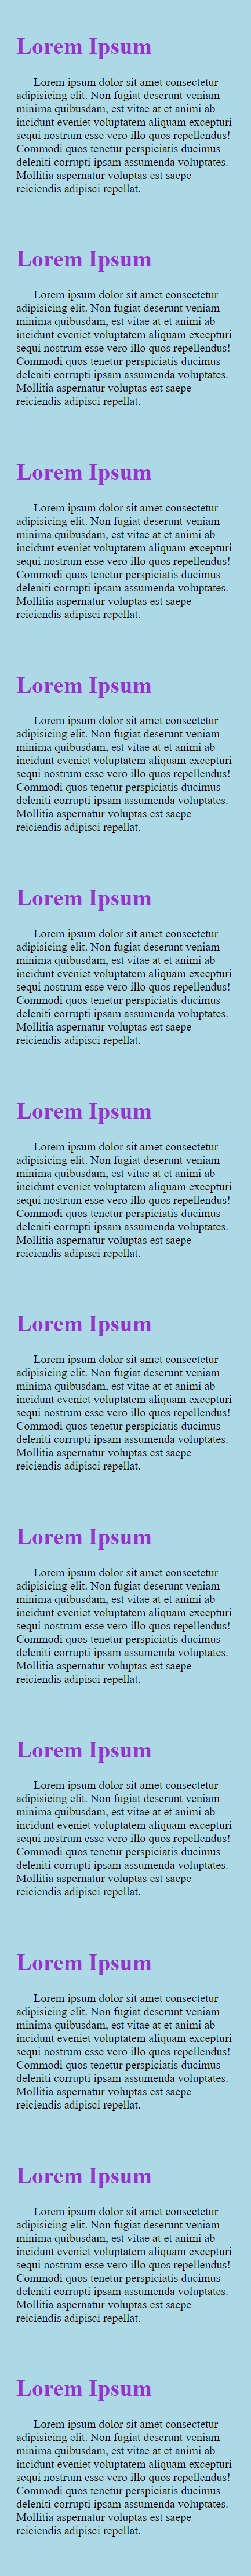 Lorem Ipsum
Lorem ipsum dolor sit amet consectetur
adipisicing elit. Non fugiat deserunt veniam
minima quibusdam, est vitae at et animi ab
incidunt eveniet voluptatem aliquam excepturi
sequi nostrum esse vero illo quos repellendus!
Commodi quos tenetur perspiciatis ducimus
deleniti corrupti ipsam assumenda voluptates.
Mollitia aspernatur voluptas est saepe
reiciendis adipisci repellat.
Lorem Ipsum
Lorem ipsum dolor sit amet consectetur
adipisicing elit. Non fugiat deserunt veniam
minima quibusdam, est vitae at et animi ab
incidunt eveniet voluptatem aliquam excepturi
sequi nostrum esse vero illo quos repellendus!
Commodi quos tenetur perspiciatis ducimus
deleniti corrupti ipsam assumenda voluptates.
Mollitia aspernatur voluptas est saepe
reiciendis adipisci repellat.
Lorem Ipsum
Lorem ipsum dolor sit amet consectetur
adipisicing elit. Non fugiat deserunt veniam
minima quibusdam, est vitae at et animi ab
incidunt eveniet voluptatem aliquam excepturi
sequi nostrum esse vero illo quos repellendus!
Commodi quos tenetur perspiciatis ducimus
deleniti corrupti ipsam assumenda voluptates.
Mollitia aspernatur voluptas est saepe
reiciendis adipisci repellat.
Lorem Ipsum
Lorem ipsum dolor sit amet consectetur
adipisicing elit. Non fugiat deserunt veniam
minima quibusdam, est vitae at et animi ab
incidunt eveniet voluptatem aliquam excepturi
sequi nostrum esse vero illo quos repellendus!
Commodi quos tenetur perspiciatis ducimus
deleniti corrupti ipsam assumenda voluptates.
Mollitia aspernatur voluptas est saepe
reiciendis adipisci repellat.
Lorem Ipsum
Lorem ipsum dolor sit amet consectetur
adipisicing elit. Non fugiat deserunt veniam
minima quibusdam, est vitae at et animi ab
incidunt eveniet voluptatem aliquam excepturi
sequi nostrum esse vero illo quos repellendus!
Commodi quos tenetur perspiciatis ducimus
deleniti corrupti ipsam assumenda voluptates.
Mollitia aspernatur voluptas est saepe
reiciendis adipisci repellat.
Lorem Ipsum
Lorem ipsum dolor sit amet consectetur
adipisicing elit. Non fugiat deserunt veniam
minima quibusdam, est vitae at et animi ab
incidunt eveniet voluptatem aliquam excepturi
sequi nostrum esse vero illo quos repellendus!
Commodi quos tenetur perspiciatis ducimus
deleniti corrupti ipsam assumenda voluptates.
Mollitia aspernatur voluptas est saepe
reiciendis adipisci repellat.
Lorem Ipsum
Lorem ipsum dolor sit amet consectetur
adipisicing elit. Non fugiat deserunt veniam
minima quibusdam, est vitae at et animi ab
incidunt eveniet voluptatem aliquam excepturi
sequi nostrum esse vero illo quos repellendus!
Commodi quos tenetur perspiciatis ducimus
deleniti corrupti ipsam assumenda voluptates.
Mollitia aspernatur voluptas est saepe
reiciendis adipisci repellat.
Lorem Ipsum
Lorem ipsum dolor sit amet consectetur
adipisicing elit. Non fugiat deserunt veniam
minima quibusdam, est vitae at et animi ab
incidunt eveniet voluptatem aliquam excepturi
sequi nostrum esse vero illo quos repellendus!
Commodi quos tenetur perspiciatis ducimus
deleniti corrupti ipsam assumenda voluptates.
Mollitia aspernatur voluptas est saepe
reiciendis adipisci repellat.
Lorem Ipsum
Lorem ipsum dolor sit amet consectetur
adipisicing elit. Non fugiat deserunt veniam
minima quibusdam, est vitae at et animi ab
incidunt eveniet voluptatem aliquam excepturi
sequi nostrum esse vero illo quos repellendus!
Commodi quos tenetur perspiciatis ducimus
deleniti corrupti ipsam assumenda voluptates.
Mollitia aspernatur voluptas est saepe
reiciendis adipisci repellat.
Lorem Ipsum
Lorem ipsum dolor sit amet consectetur
adipisicing elit. Non fugiat deserunt veniam
minima quibusdam, est vitae at et animi ab
incidunt eveniet voluptatem aliquam excepturi
sequi nostrum esse vero illo quos repellendus!
Commodi quos tenetur perspiciatis ducimus
deleniti corrupti ipsam assumenda voluptates.
Mollitia aspernatur voluptas est saepe
reiciendis adipisci repellat.
Lorem Ipsum
Lorem ipsum dolor sit amet consectetur
adipisicing elit. Non fugiat deserunt veniam
minima quibusdam, est vitae at et animi ab
incidunt eveniet voluptatem aliquam excepturi
sequi nostrum esse vero illo quos repellendus!
Commodi quos tenetur perspiciatis ducimus
deleniti corrupti ipsam assumenda voluptates.
Mollitia aspernatur voluptas est saepe
reiciendis adipisci repellat.
Lorem Ipsum
Lorem ipsum dolor sit amet consectetur
adipisicing elit. Non fugiat deserunt veniam
minima quibusdam, est vitae at et animi ab
incidunt eveniet voluptatem aliquam excepturi
sequi nostrum esse vero illo quos repellendus!
Commodi quos tenetur perspiciatis ducimus
deleniti corrupti ipsam assumenda voluptates.
Mollitia aspernatur voluptas est saepe
reiciendis adipisci repellat.